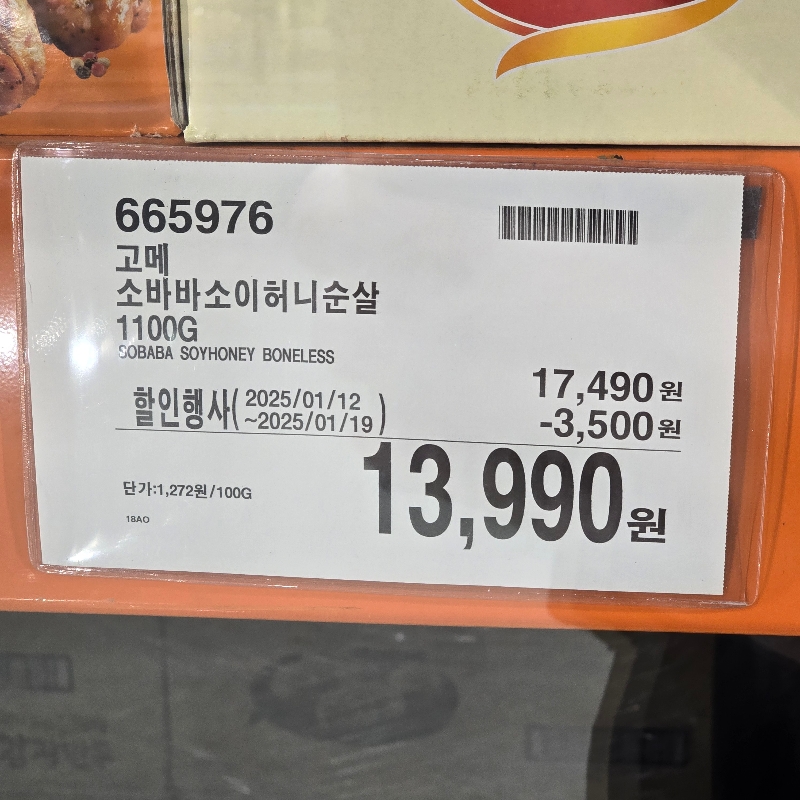 665976
고메
소바바소이허니순살
1100G
SOBABA SOYHONEY BONELESS
17,490원
할인행사( 2025/01/12
~2025/01/19 )
-3,500원
13,990원
단가:1,272원/100G
18AO